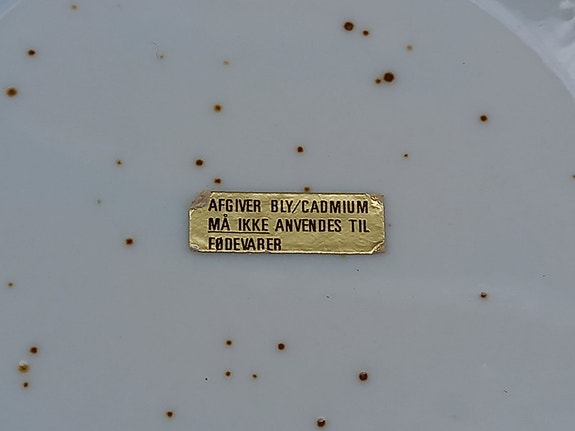 AFGIVER BLY/CADMIUM
MÅ IKKE ANVENDES TIL
FØDEVARER